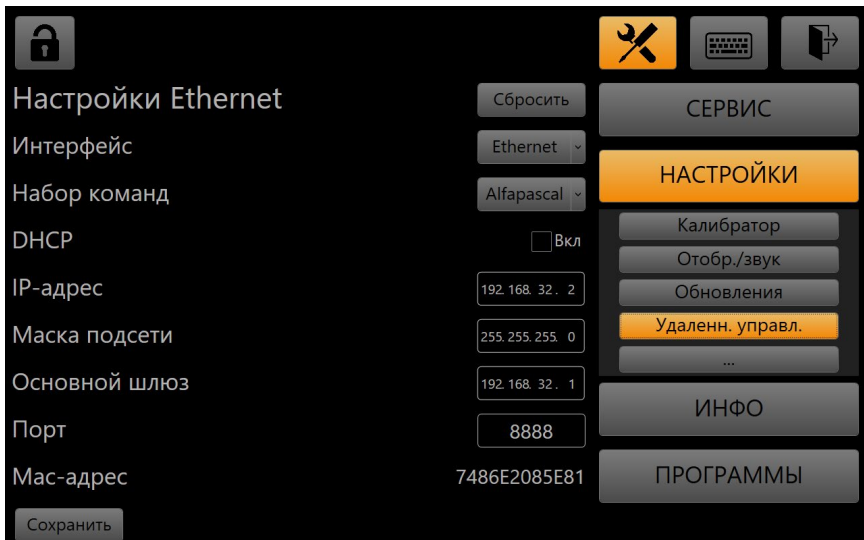 Настройки Ethernet
Сбросить
Интерфейс
Ethernet
Набор команд
Alfapascal
DHCP
Вкл
IP-адрес
192. 168. 32 . 2
Маска подсети
255. 255. 255. 0
Основной шлюз
192. 168. 32 . 1
Порт
8888
Мас-адрес
7486E2085E81
Сохранить
СЕРВИС
НАСТРОЙКИ
Калибратор
Отобр./звук
Обновления
Удаленн. управл.
...
ИНФО
ПРОГРАММЫ